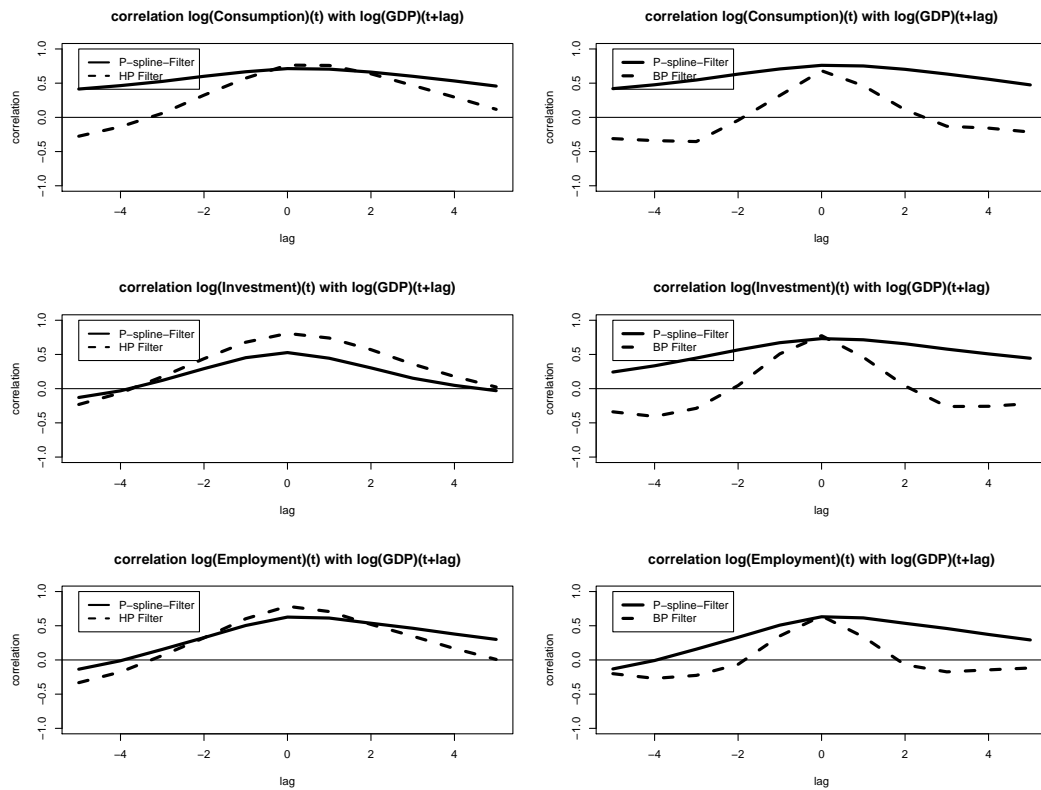 correlation log(Consumption)(t) with log(GDP)(t+lag)
P−spline−Filter
HP Filter
correlation
1.0
0.5
0.0
−0.5
−1.0
−4
−2
0
2
4
lag
correlation log(Consumption)(t) with log(GDP)(t+lag)
P−spline−Filter
BP Filter
correlation
1.0
0.5
0.0
−0.5
−1.0
−4
−2
0
2
4
lag
correlation log(Investment)(t) with log(GDP)(t+lag)
P−spline−Filter
HP Filter
correlation
1.0
0.5
0.0
−0.5
−1.0
−4
−2
0
2
4
lag
correlation log(Investment)(t) with log(GDP)(t+lag)
P−spline−Filter
BP Filter
correlation
1.0
0.5
0.0
−0.5
−1.0
−4
−2
0
2
4
lag
correlation log(Employment)(t) with log(GDP)(t+lag)
P−spline−Filter
HP Filter
correlation
1.0
0.5
0.0
−0.5
−1.0
−4
−2
0
2
4
lag
correlation log(Employment)(t) with log(GDP)(t+lag)
P−spline−Filter
BP Filter
correlation
1.0
0.5
0.0
−0.5
−1.0
−4
−2
0
2
4
lag